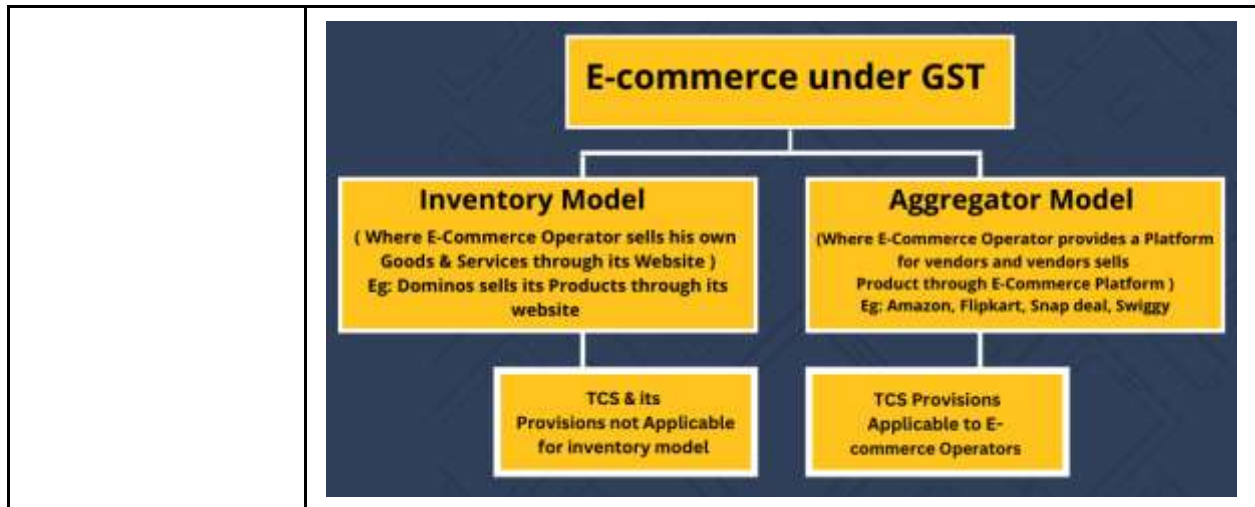 E-commerce under GST
Inventory Model
( Where E-Commerce Operator sells his own
Goods & Services through its Website )
Eg: Dominos sells its Products through its
website
Aggregator Model
(Where E-Commerce Operator provides a Platform
for vendors and vendors sells
Product through E-Commerce Platform )
Eg: Amazon, Flipkart, Snap deal, Swiggy
TCS & its
Provisions not Applicable
for inventory model
TCS Provisions
Applicable to E-
commerce Operators